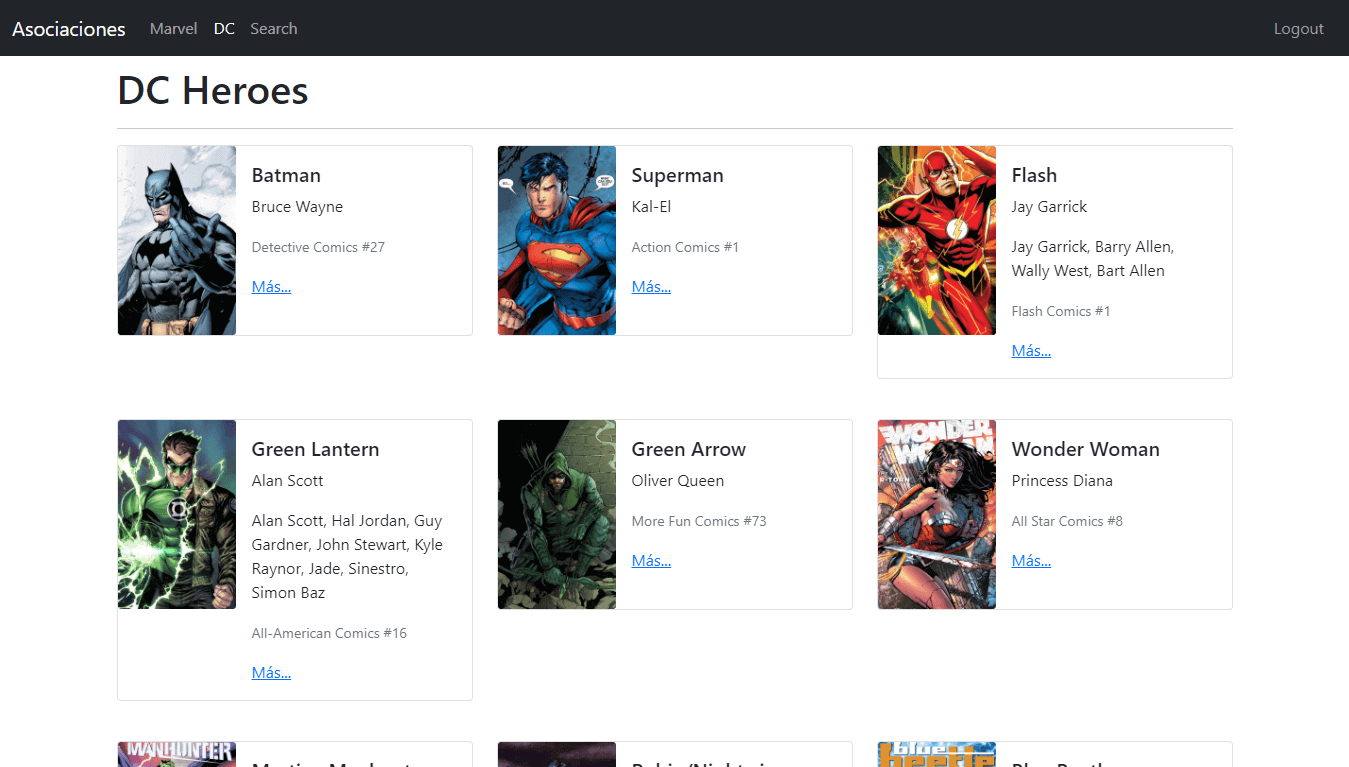 Asociaciones Marvel DC Search Logout
DC Heroes
Batman
Bruce Wayne
Detective Comics #27
Más...
Superman
Kal-El
Action Comics #1
Más...
Flash
Jay Garrick
Jay Garrick, Barry Allen,
Wally West, Bart Allen
Flash Comics #1
Más...
Green Lantern
Alan Scott
Alan Scott, Hal Jordan, Guy
Gardner, John Stewart, Kyle
Raynor, Jade, Sinestro,
Simon Baz
All-American Comics #16
Más...
Green Arrow
Oliver Queen
More Fun Comics #73
Más...
WONDER
Wonder Woman
Princess Diana
All Star Comics #8
Más...
MANHUNTER
blue
beetle